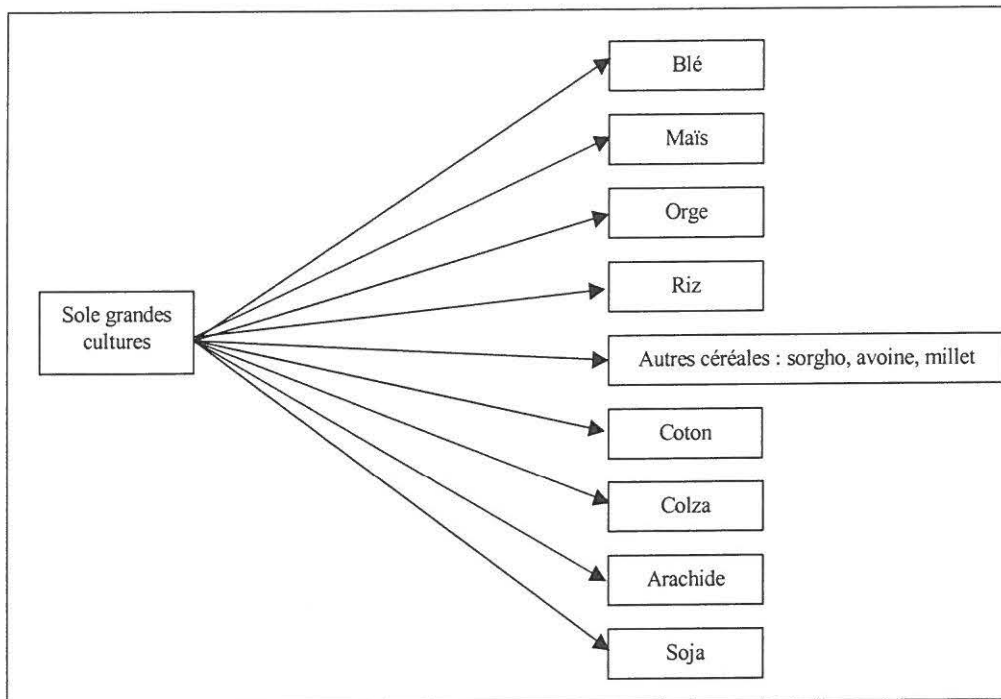 Blé
Maïs
Orge
Riz
Sole grandes
cultures
Autres céréales : sorgho, avoine, millet
Coton
Colza
Arachide
Soja